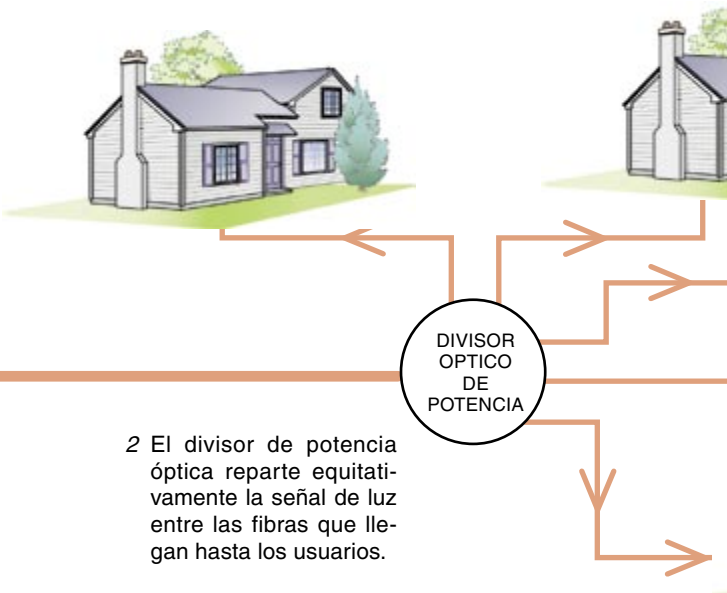 DIVISOR
OPTICO
DE
POTENCIA
2 El divisor de potencia
óptica reparte equitati-
vamente la señal de luz
entre las fibras que lle-
gan hasta los usuarios.